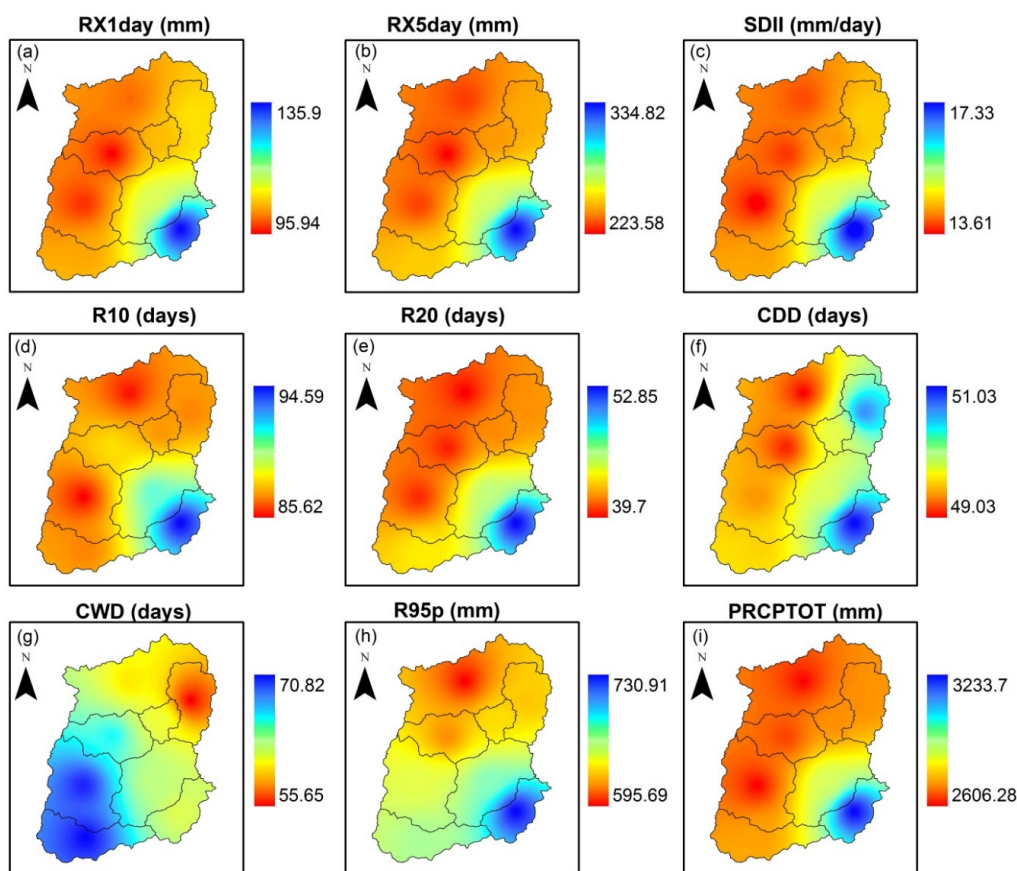 RX1day (mm)
(a)
N
135.9
95.94
RX5day (mm)
(b)
N
334.82
223.58
SDII (mm/day)
(c)
N
17.33
13.61
R10 (days)
(d)
N
94.59
85.62
R20 (days)
(e)
N
52.85
39.7
CDD (days)
(f)
N
51.03
49.03
CWD (days)
(g)
N
70.82
55.65
R95p (mm)
(h)
N
730.91
595.69
PRCPTOT (mm)
(i)
N
3233.7
2606.28